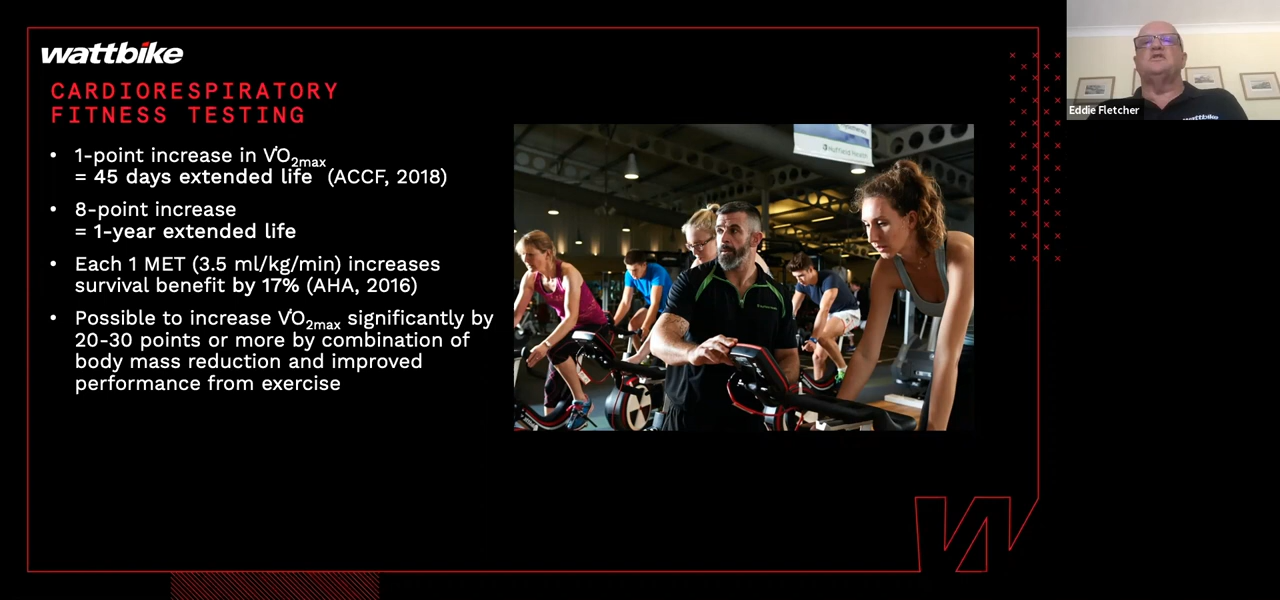 wattbike
CARDIORESPIRATORY
FITNESS TESTING
• 1-point increase in V̇O2max
= 45 days extended life (ACCF, 2018)
• 8-point increase
= 1-year extended life
• Each 1 MET (3.5 ml/kg/min) increases
survival benefit by 17% (AHA, 2016)
• Possible to increase V̇O2max significantly by
20-30 points or more by combination of
body mass reduction and improved
performance from exercise
Nuffield Health
Eddie Fletcher
wattbike